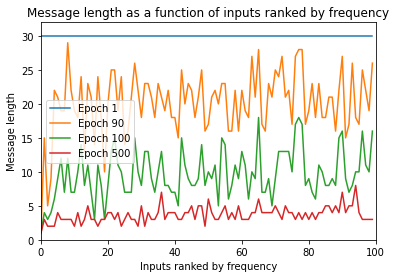 Message length as a function of inputs ranked by frequency
Message length
30
25
20
15
10
5
0
Epoch 1
Epoch 90
Epoch 100
Epoch 500
0
20
40
60
80
100
Inputs ranked by frequency